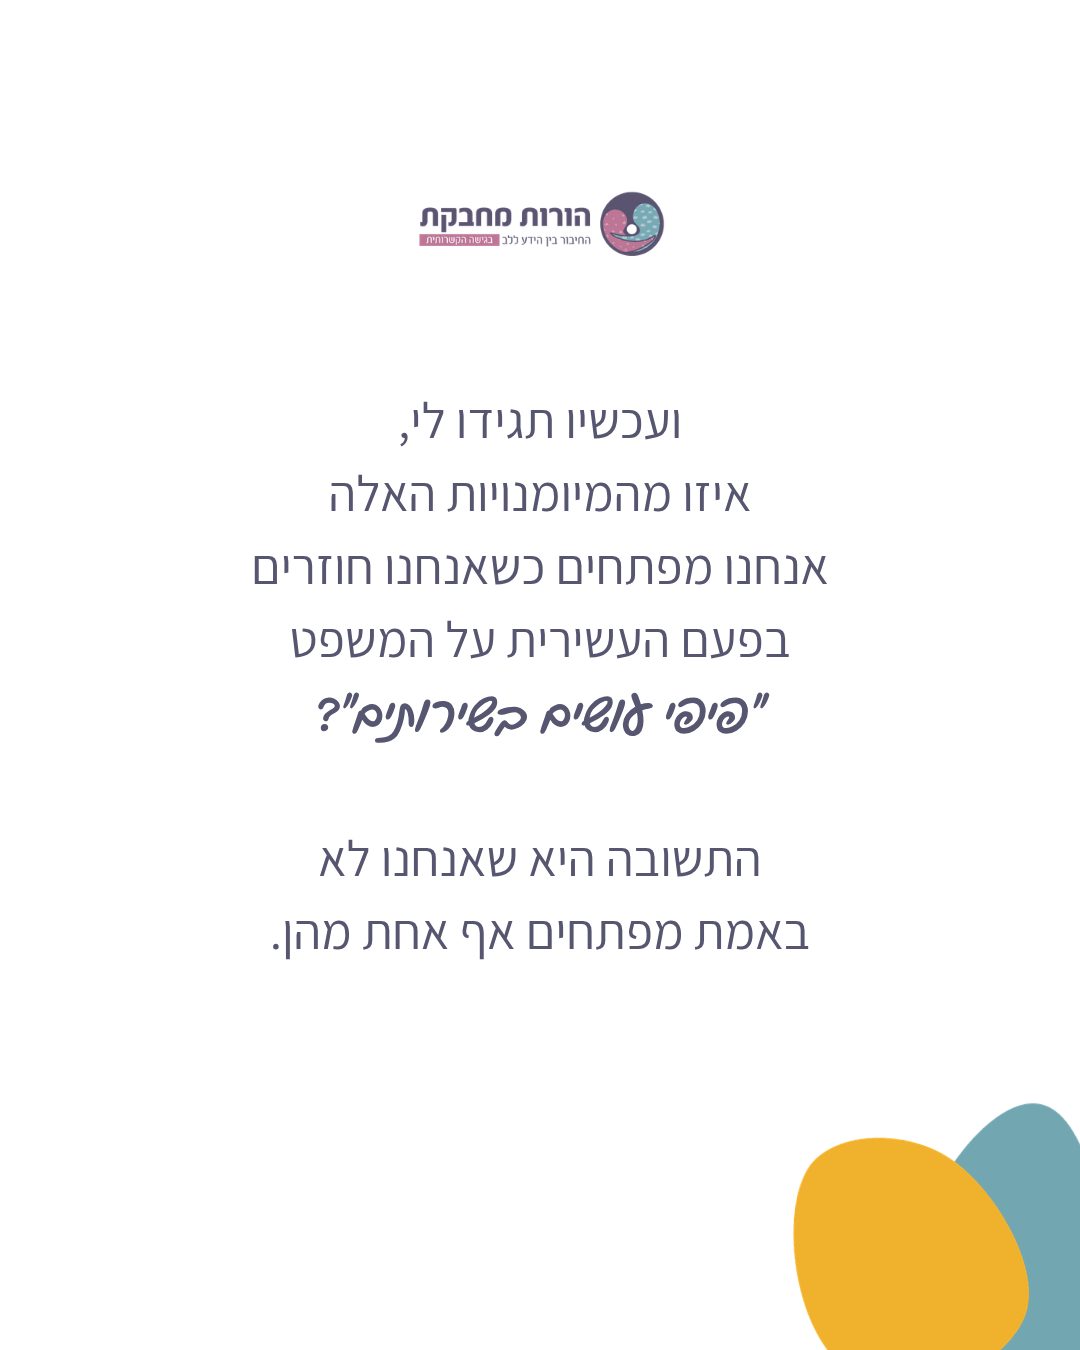 הורות מחבקת
החיבור בין הידע ללב בגישה הקשרותית
ועכשיו תגידו לי,
איזו מהמיומנויות האלה
אנחנו מפתחים כשאנחנו חוזרים
בפעם העשירית על המשפט
"פיפי עושים בשירותים"?
התשובה היא שאנחנו לא
באמת מפתחים אף אחת מהן.